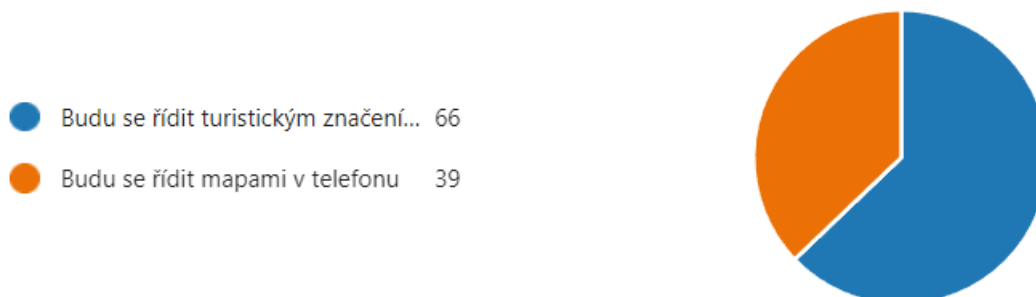 Budu se řídit turistickým značení... 66
Budu se řídit mapami v telefonu 39